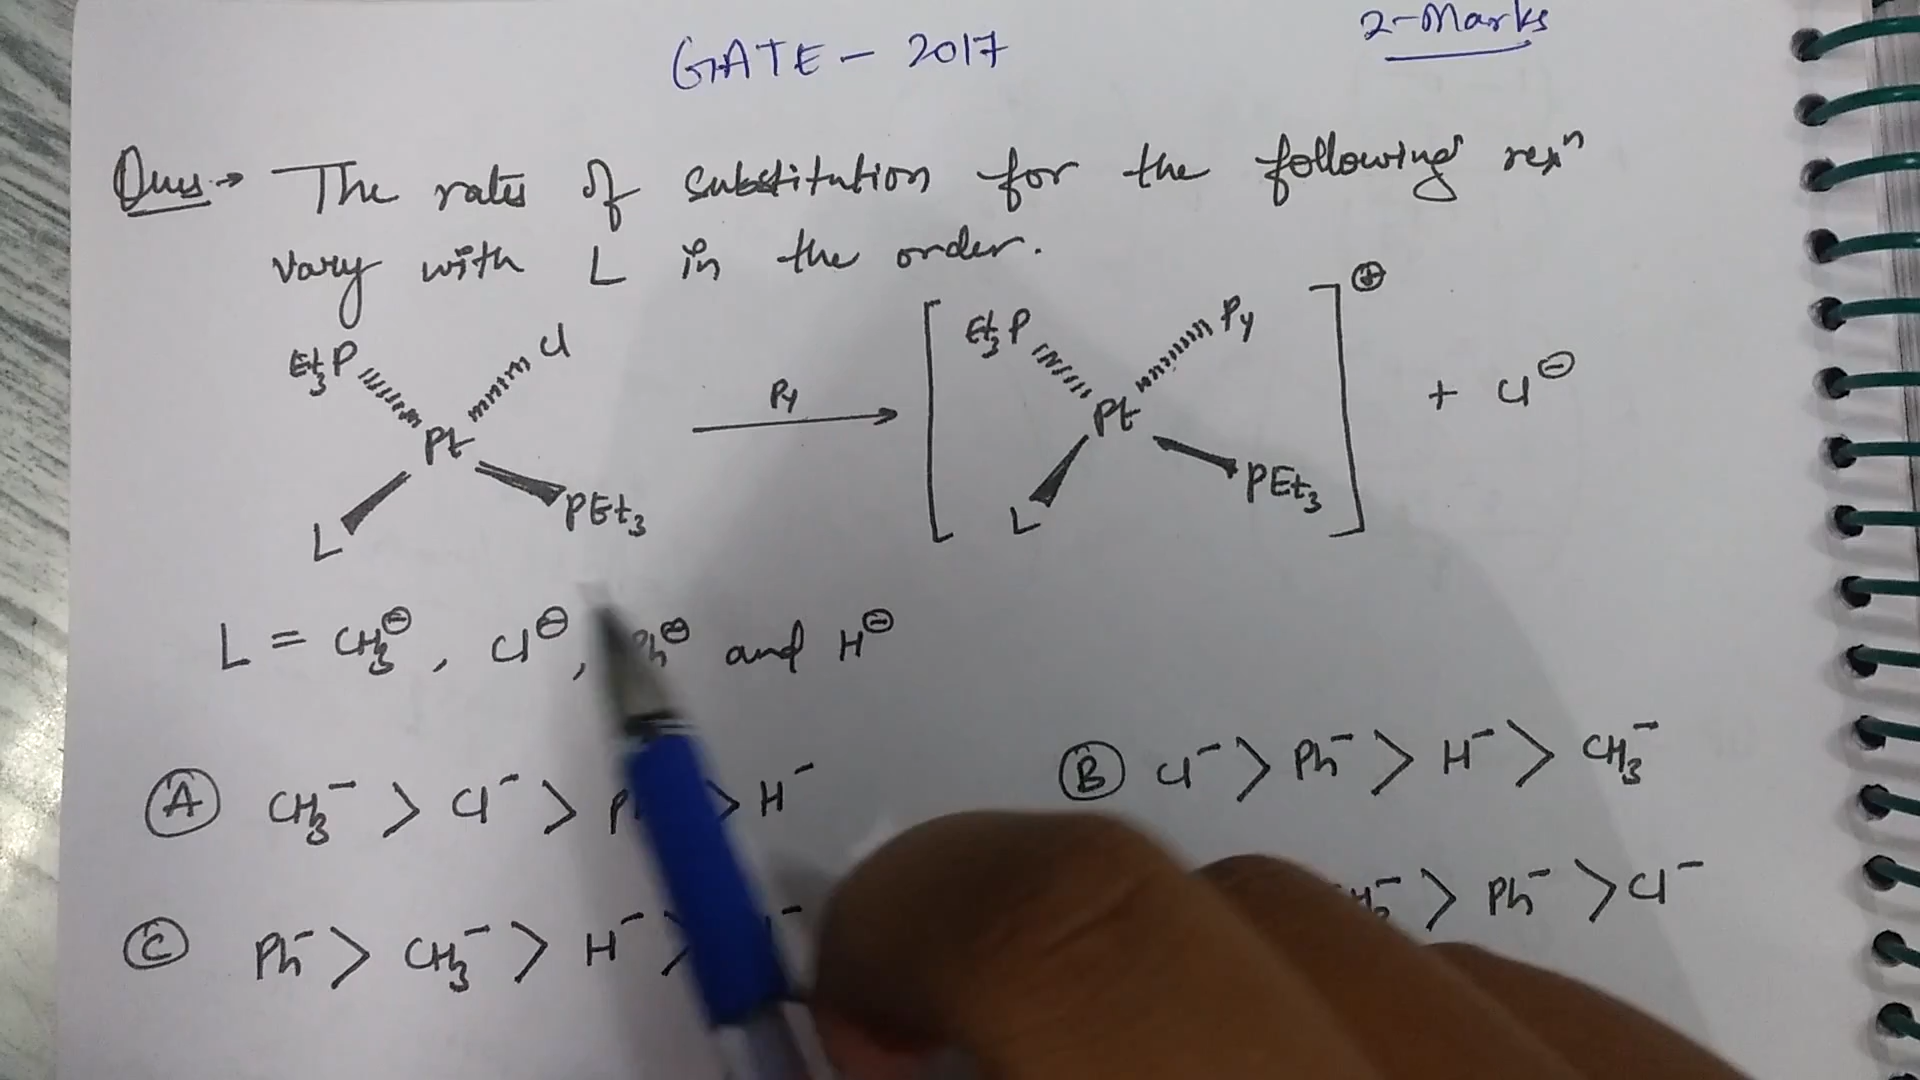 GATE - 2017
2-Marks
Ques → The rates of substitution for the following rexⁿ
vary with L in the order.
Et₃P Cl Pt L PEt₃
Py
[Et₃P Py Pt L PEt₃]⊕ + Cl⊖
L = CH₃⊖, Cl⊖, Ph⊖ and H⊖
(A) CH₃⁻ > Cl⁻ > > H⁻
(B) Cl⁻ > Ph⁻ > H⁻ > CH₃⁻
(C) Ph⁻ > CH₃⁻ > H⁻ >
> Ph⁻ > Cl⁻